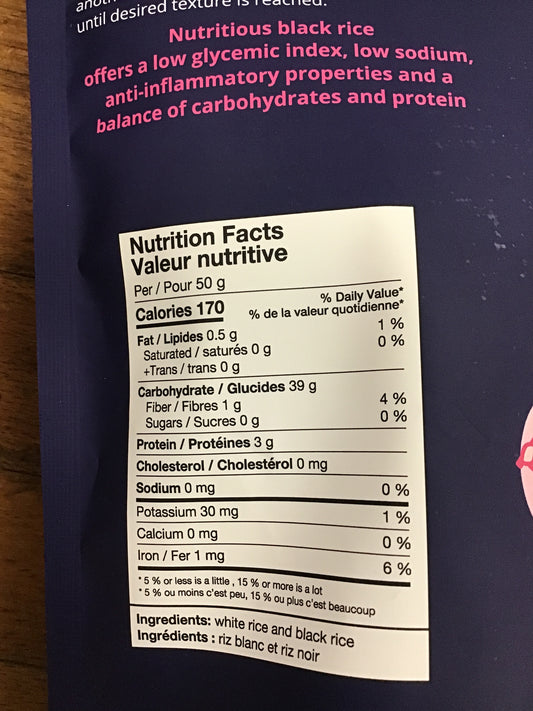 until desired texture is reached.
Nutritious black rice
offers a low glycemic index, low sodium,
anti-inflammatory properties and a
balance of carbohydrates and protein
Nutrition Facts
Valeur nutritive
Per / Pour 50 g
Calories 170
% Daily Value*
% de la valeur quotidienne*
Fat / Lipides 0.5 g 1 %
Saturated / saturés 0 g 0 %
+Trans / trans 0 g
Carbohydrate / Glucides 39 g
Fiber / Fibres 1 g 4 %
Sugars / Sucres 0 g 0 %
Protein / Protéines 3 g
Cholesterol / Cholestérol 0 mg
Sodium 0 mg 0 %
Potassium 30 mg 1 %
Calcium 0 mg 0 %
Iron / Fer 1 mg 6 %
* 5 % or less is a little , 15 % or more is a lot
* 5 % ou moins c'est peu, 15 % ou plus c'est beaucoup
Ingredients: white rice and black rice
Ingrédients : riz blanc et riz noir